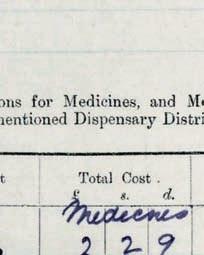 ons for Medicines, and Me
mentioned Dispensary Distri
t Total Cost .
£ s. d.
Medicines
2 2 9